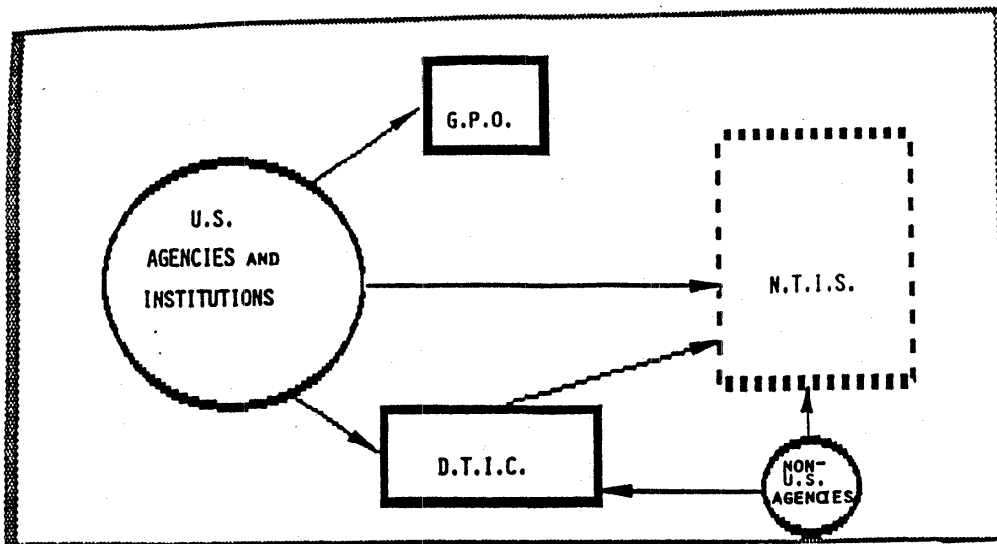 G.P.O.
U.S.
AGENCIES AND
INSTITUTIONS
N.T.I.S.
D.T.I.C.
NON-
U.S.
AGENCIES